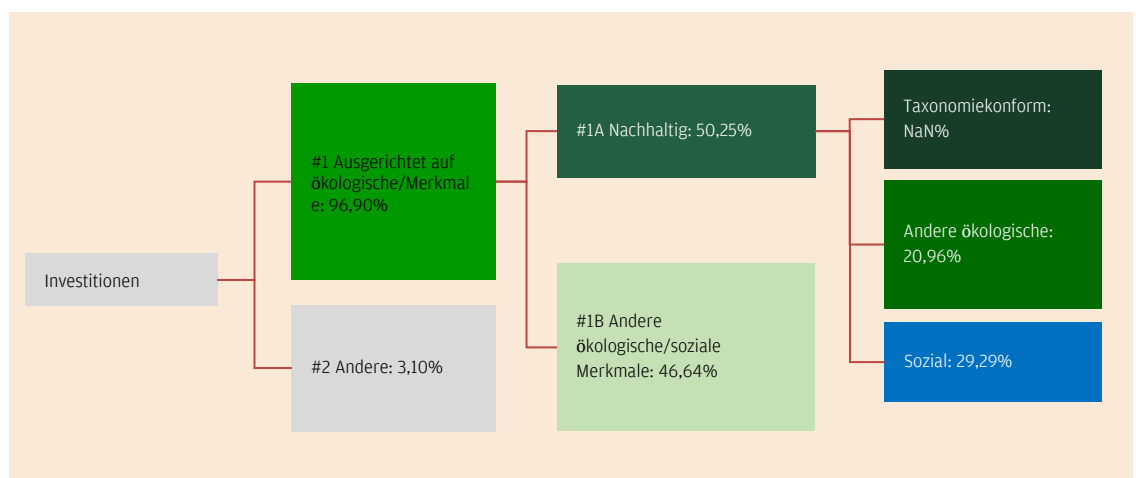 Investitionen
#1 Ausgerichtet auf
ökologische/Merkmal
e: 96,90%
#2 Andere: 3,10%
#1A Nachhaltig: 50,25%
#1B Andere
ökologische/soziale
Merkmale: 46,64%
Taxonomiekonform:
NaN%
Andere ökologische:
20,96%
Sozial: 29,29%